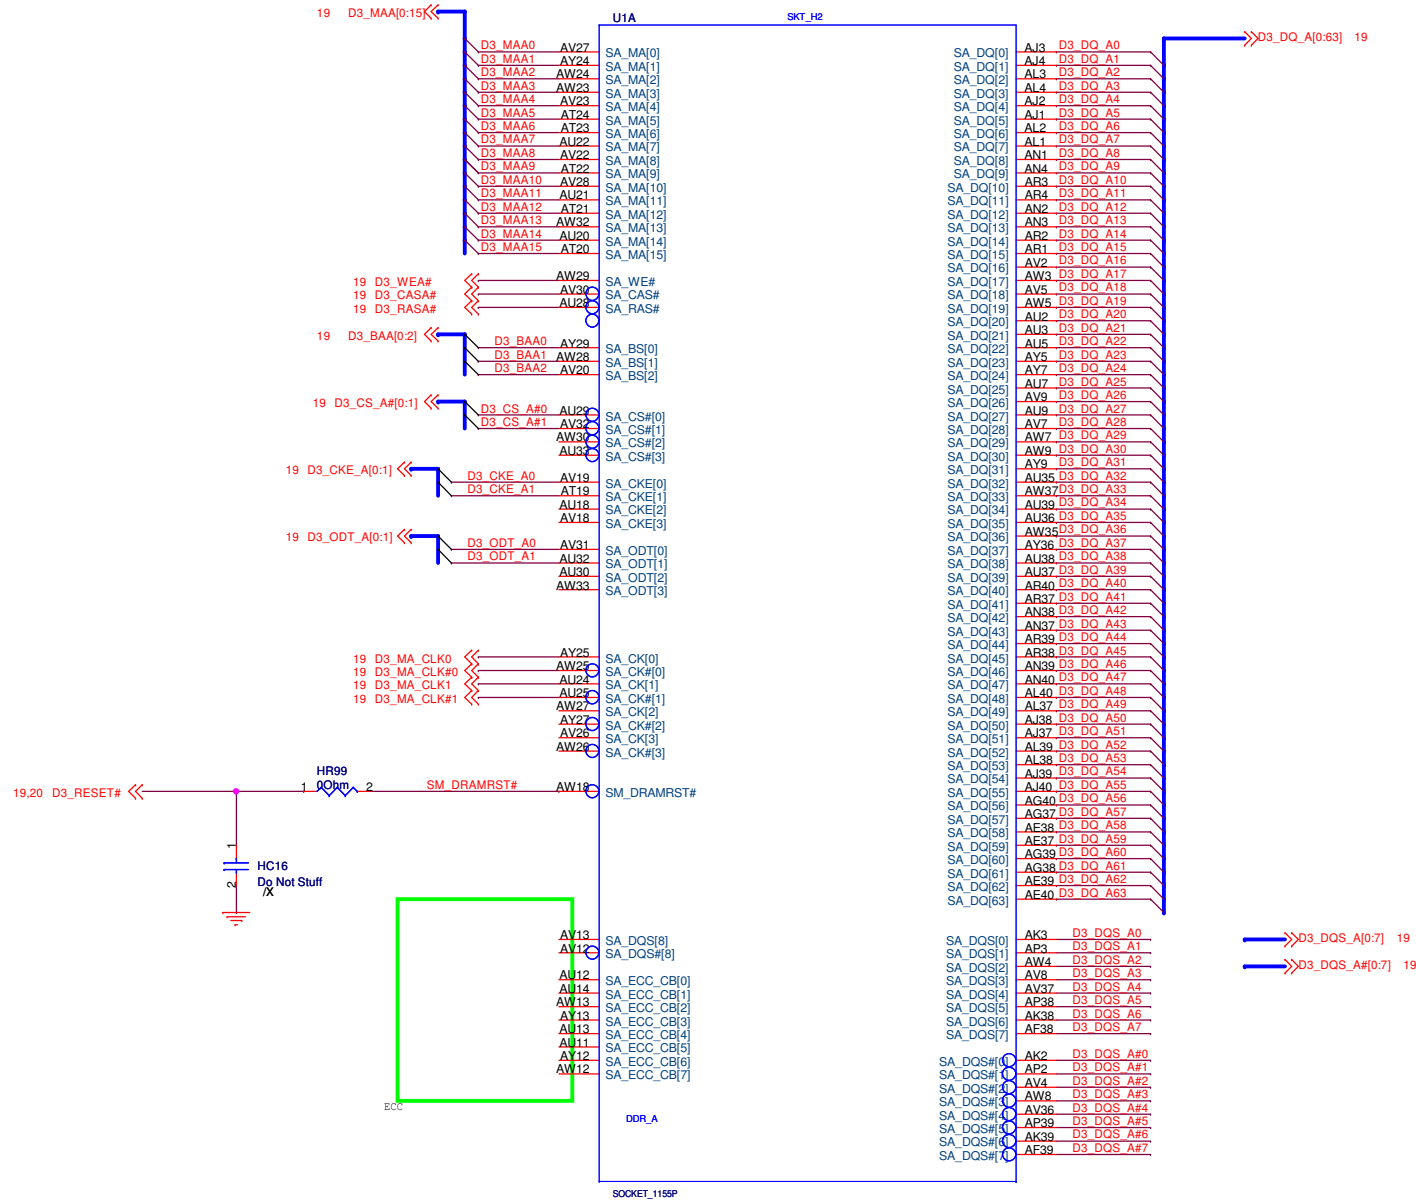 U1A SKT_H2
19 D3_MAA[0:15]
D3_DQ_A[0:63] 19
D3_MAA0 AV27 SA_MA[0]
D3_MAA1 AY24 SA_MA[1]
D3_MAA2 AW24 SA_MA[2]
D3_MAA3 AW23 SA_MA[3]
D3_MAA4 AV23 SA_MA[4]
D3_MAA5 AT24 SA_MA[5]
D3_MAA6 AT23 SA_MA[6]
D3_MAA7 AU22 SA_MA[7]
D3_MAA8 AV22 SA_MA[8]
D3_MAA9 AT22 SA_MA[9]
D3_MAA10 AV28 SA_MA[10]
D3_MAA11 AU21 SA_MA[11]
D3_MAA12 AT21 SA_MA[12]
D3_MAA13 AW32 SA_MA[13]
D3_MAA14 AU20 SA_MA[14]
D3_MAA15 AT20 SA_MA[15]
19 D3_WEA# AW29 SA_WE#
19 D3_CASA# AV30 SA_CAS#
19 D3_RASA# AU28 SA_RAS#
19 D3_BAA[0:2]
D3_BAA0 AY29 SA_BS[0]
D3_BAA1 AW28 SA_BS[1]
D3_BAA2 AV20 SA_BS[2]
19 D3_CS_A#[0:1]
D3_CS_A#0 AU29 SA_CS#[0]
D3_CS_A#1 AV32 SA_CS#[1]
AW30 SA_CS#[2]
AU33 SA_CS#[3]
19 D3_CKE_A[0:1]
D3_CKE_A0 AV19 SA_CKE[0]
D3_CKE_A1 AT19 SA_CKE[1]
AU18 SA_CKE[2]
AV18 SA_CKE[3]
19 D3_ODT_A[0:1]
D3_ODT_A0 AV31 SA_ODT[0]
D3_ODT_A1 AU32 SA_ODT[1]
AU30 SA_ODT[2]
AW33 SA_ODT[3]
19 D3_MA_CLK0 AY25 SA_CK[0]
19 D3_MA_CLK#0 AW25 SA_CK#[0]
19 D3_MA_CLK1 AU24 SA_CK[1]
19 D3_MA_CLK#1 AU25 SA_CK#[1]
AW27 SA_CK[2]
AY27 SA_CK#[2]
AV26 SA_CK[3]
AW26 SA_CK#[3]
HR99
0Ohm
19,20 D3_RESET# 1 2 SM_DRAMRST# AW18 SM_DRAMRST#
1
HC16
2 Do Not Stuff
/X
AV13 SA_DQS[8]
AV12 SA_DQS#[8]
AU12 SA_ECC_CB[0]
AU14 SA_ECC_CB[1]
AW13 SA_ECC_CB[2]
AY13 SA_ECC_CB[3]
AU13 SA_ECC_CB[4]
AU11 SA_ECC_CB[5]
AY12 SA_ECC_CB[6]
AW12 SA_ECC_CB[7]
ECC
DDR_A
SA_DQ[0] AJ3 D3_DQ_A0
SA_DQ[1] AJ4 D3_DQ_A1
SA_DQ[2] AL3 D3_DQ_A2
SA_DQ[3] AL4 D3_DQ_A3
SA_DQ[4] AJ2 D3_DQ_A4
SA_DQ[5] AJ1 D3_DQ_A5
SA_DQ[6] AL2 D3_DQ_A6
SA_DQ[7] AL1 D3_DQ_A7
SA_DQ[8] AN1 D3_DQ_A8
SA_DQ[9] AN4 D3_DQ_A9
SA_DQ[10] AR3 D3_DQ_A10
SA_DQ[11] AR4 D3_DQ_A11
SA_DQ[12] AN2 D3_DQ_A12
SA_DQ[13] AN3 D3_DQ_A13
SA_DQ[14] AR2 D3_DQ_A14
SA_DQ[15] AR1 D3_DQ_A15
SA_DQ[16] AV2 D3_DQ_A16
SA_DQ[17] AW3 D3_DQ_A17
SA_DQ[18] AV5 D3_DQ_A18
SA_DQ[19] AW5 D3_DQ_A19
SA_DQ[20] AU2 D3_DQ_A20
SA_DQ[21] AU3 D3_DQ_A21
SA_DQ[22] AU5 D3_DQ_A22
SA_DQ[23] AY5 D3_DQ_A23
SA_DQ[24] AY7 D3_DQ_A24
SA_DQ[25] AU7 D3_DQ_A25
SA_DQ[26] AV9 D3_DQ_A26
SA_DQ[27] AU9 D3_DQ_A27
SA_DQ[28] AV7 D3_DQ_A28
SA_DQ[29] AW7 D3_DQ_A29
SA_DQ[30] AW9 D3_DQ_A30
SA_DQ[31] AY9 D3_DQ_A31
SA_DQ[32] AU35 D3_DQ_A32
SA_DQ[33] AW37 D3_DQ_A33
SA_DQ[34] AU39 D3_DQ_A34
SA_DQ[35] AU36 D3_DQ_A35
SA_DQ[36] AW35 D3_DQ_A36
SA_DQ[37] AY36 D3_DQ_A37
SA_DQ[38] AU38 D3_DQ_A38
SA_DQ[39] AU37 D3_DQ_A39
SA_DQ[40] AR40 D3_DQ_A40
SA_DQ[41] AR37 D3_DQ_A41
SA_DQ[42] AN38 D3_DQ_A42
SA_DQ[43] AN37 D3_DQ_A43
SA_DQ[44] AR39 D3_DQ_A44
SA_DQ[45] AR38 D3_DQ_A45
SA_DQ[46] AN39 D3_DQ_A46
SA_DQ[47] AN40 D3_DQ_A47
SA_DQ[48] AL40 D3_DQ_A48
SA_DQ[49] AL37 D3_DQ_A49
SA_DQ[50] AJ38 D3_DQ_A50
SA_DQ[51] AJ37 D3_DQ_A51
SA_DQ[52] AL39 D3_DQ_A52
SA_DQ[53] AL38 D3_DQ_A53
SA_DQ[54] AJ39 D3_DQ_A54
SA_DQ[55] AJ40 D3_DQ_A55
SA_DQ[56] AG40 D3_DQ_A56
SA_DQ[57] AG37 D3_DQ_A57
SA_DQ[58] AE38 D3_DQ_A58
SA_DQ[59] AE37 D3_DQ_A59
SA_DQ[60] AG39 D3_DQ_A60
SA_DQ[61] AG38 D3_DQ_A61
SA_DQ[62] AE39 D3_DQ_A62
SA_DQ[63] AE40 D3_DQ_A63
SA_DQS[0] AK3 D3_DQS_A0
SA_DQS[1] AP3 D3_DQS_A1
SA_DQS[2] AW4 D3_DQS_A2
SA_DQS[3] AV8 D3_DQS_A3
SA_DQS[4] AV37 D3_DQS_A4
SA_DQS[5] AP38 D3_DQS_A5
SA_DQS[6] AK38 D3_DQS_A6
SA_DQS[7] AF38 D3_DQS_A7
D3_DQS_A[0:7] 19
D3_DQS_A#[0:7] 19
SA_DQS#[0] AK2 D3_DQS_A#0
SA_DQS#[1] AP2 D3_DQS_A#1
SA_DQS#[2] AV4 D3_DQS_A#2
SA_DQS#[3] AW8 D3_DQS_A#3
SA_DQS#[4] AV36 D3_DQS_A#4
SA_DQS#[5] AP39 D3_DQS_A#5
SA_DQS#[6] AK39 D3_DQS_A#6
SA_DQS#[7] AF39 D3_DQS_A#7
SOCKET_1155P